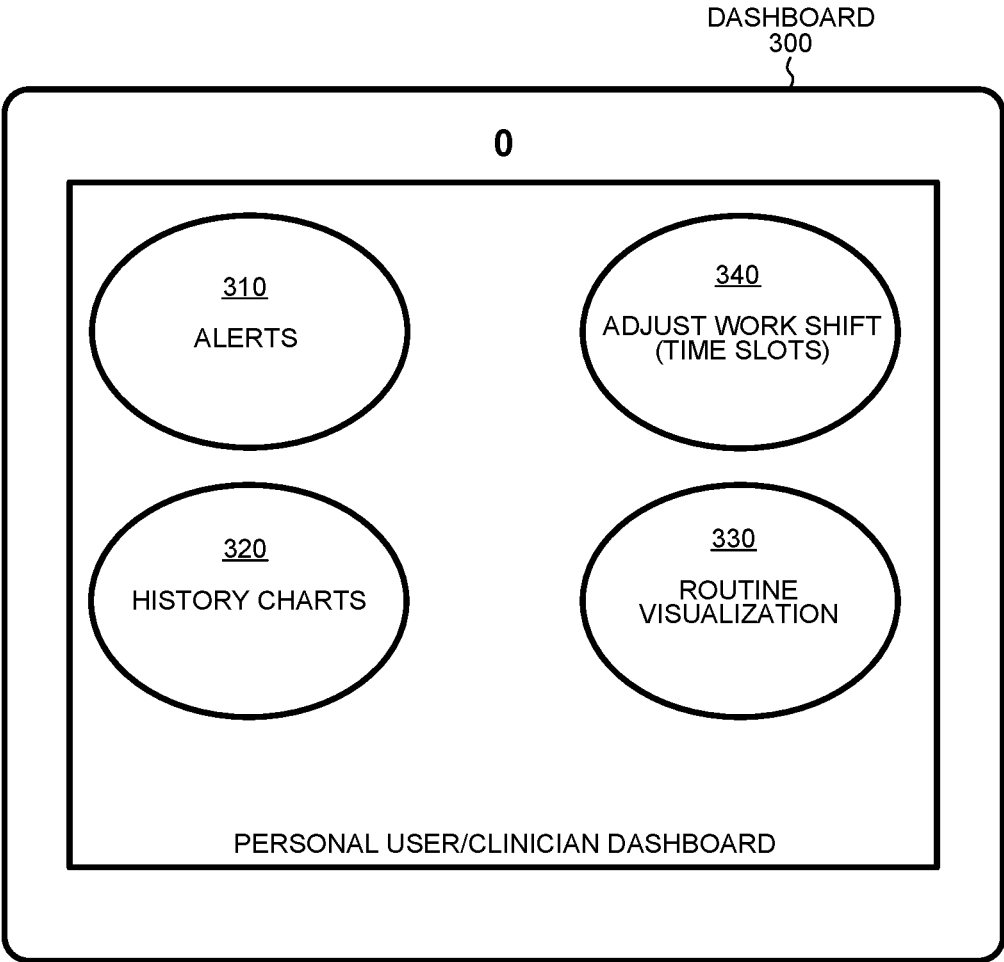 DASHBOARD
300
0
310
ALERTS
340
ADJUST WORK SHIFT
(TIME SLOTS)
320
HISTORY CHARTS
330
ROUTINE
VISUALIZATION
PERSONAL USER/CLINICIAN DASHBOARD